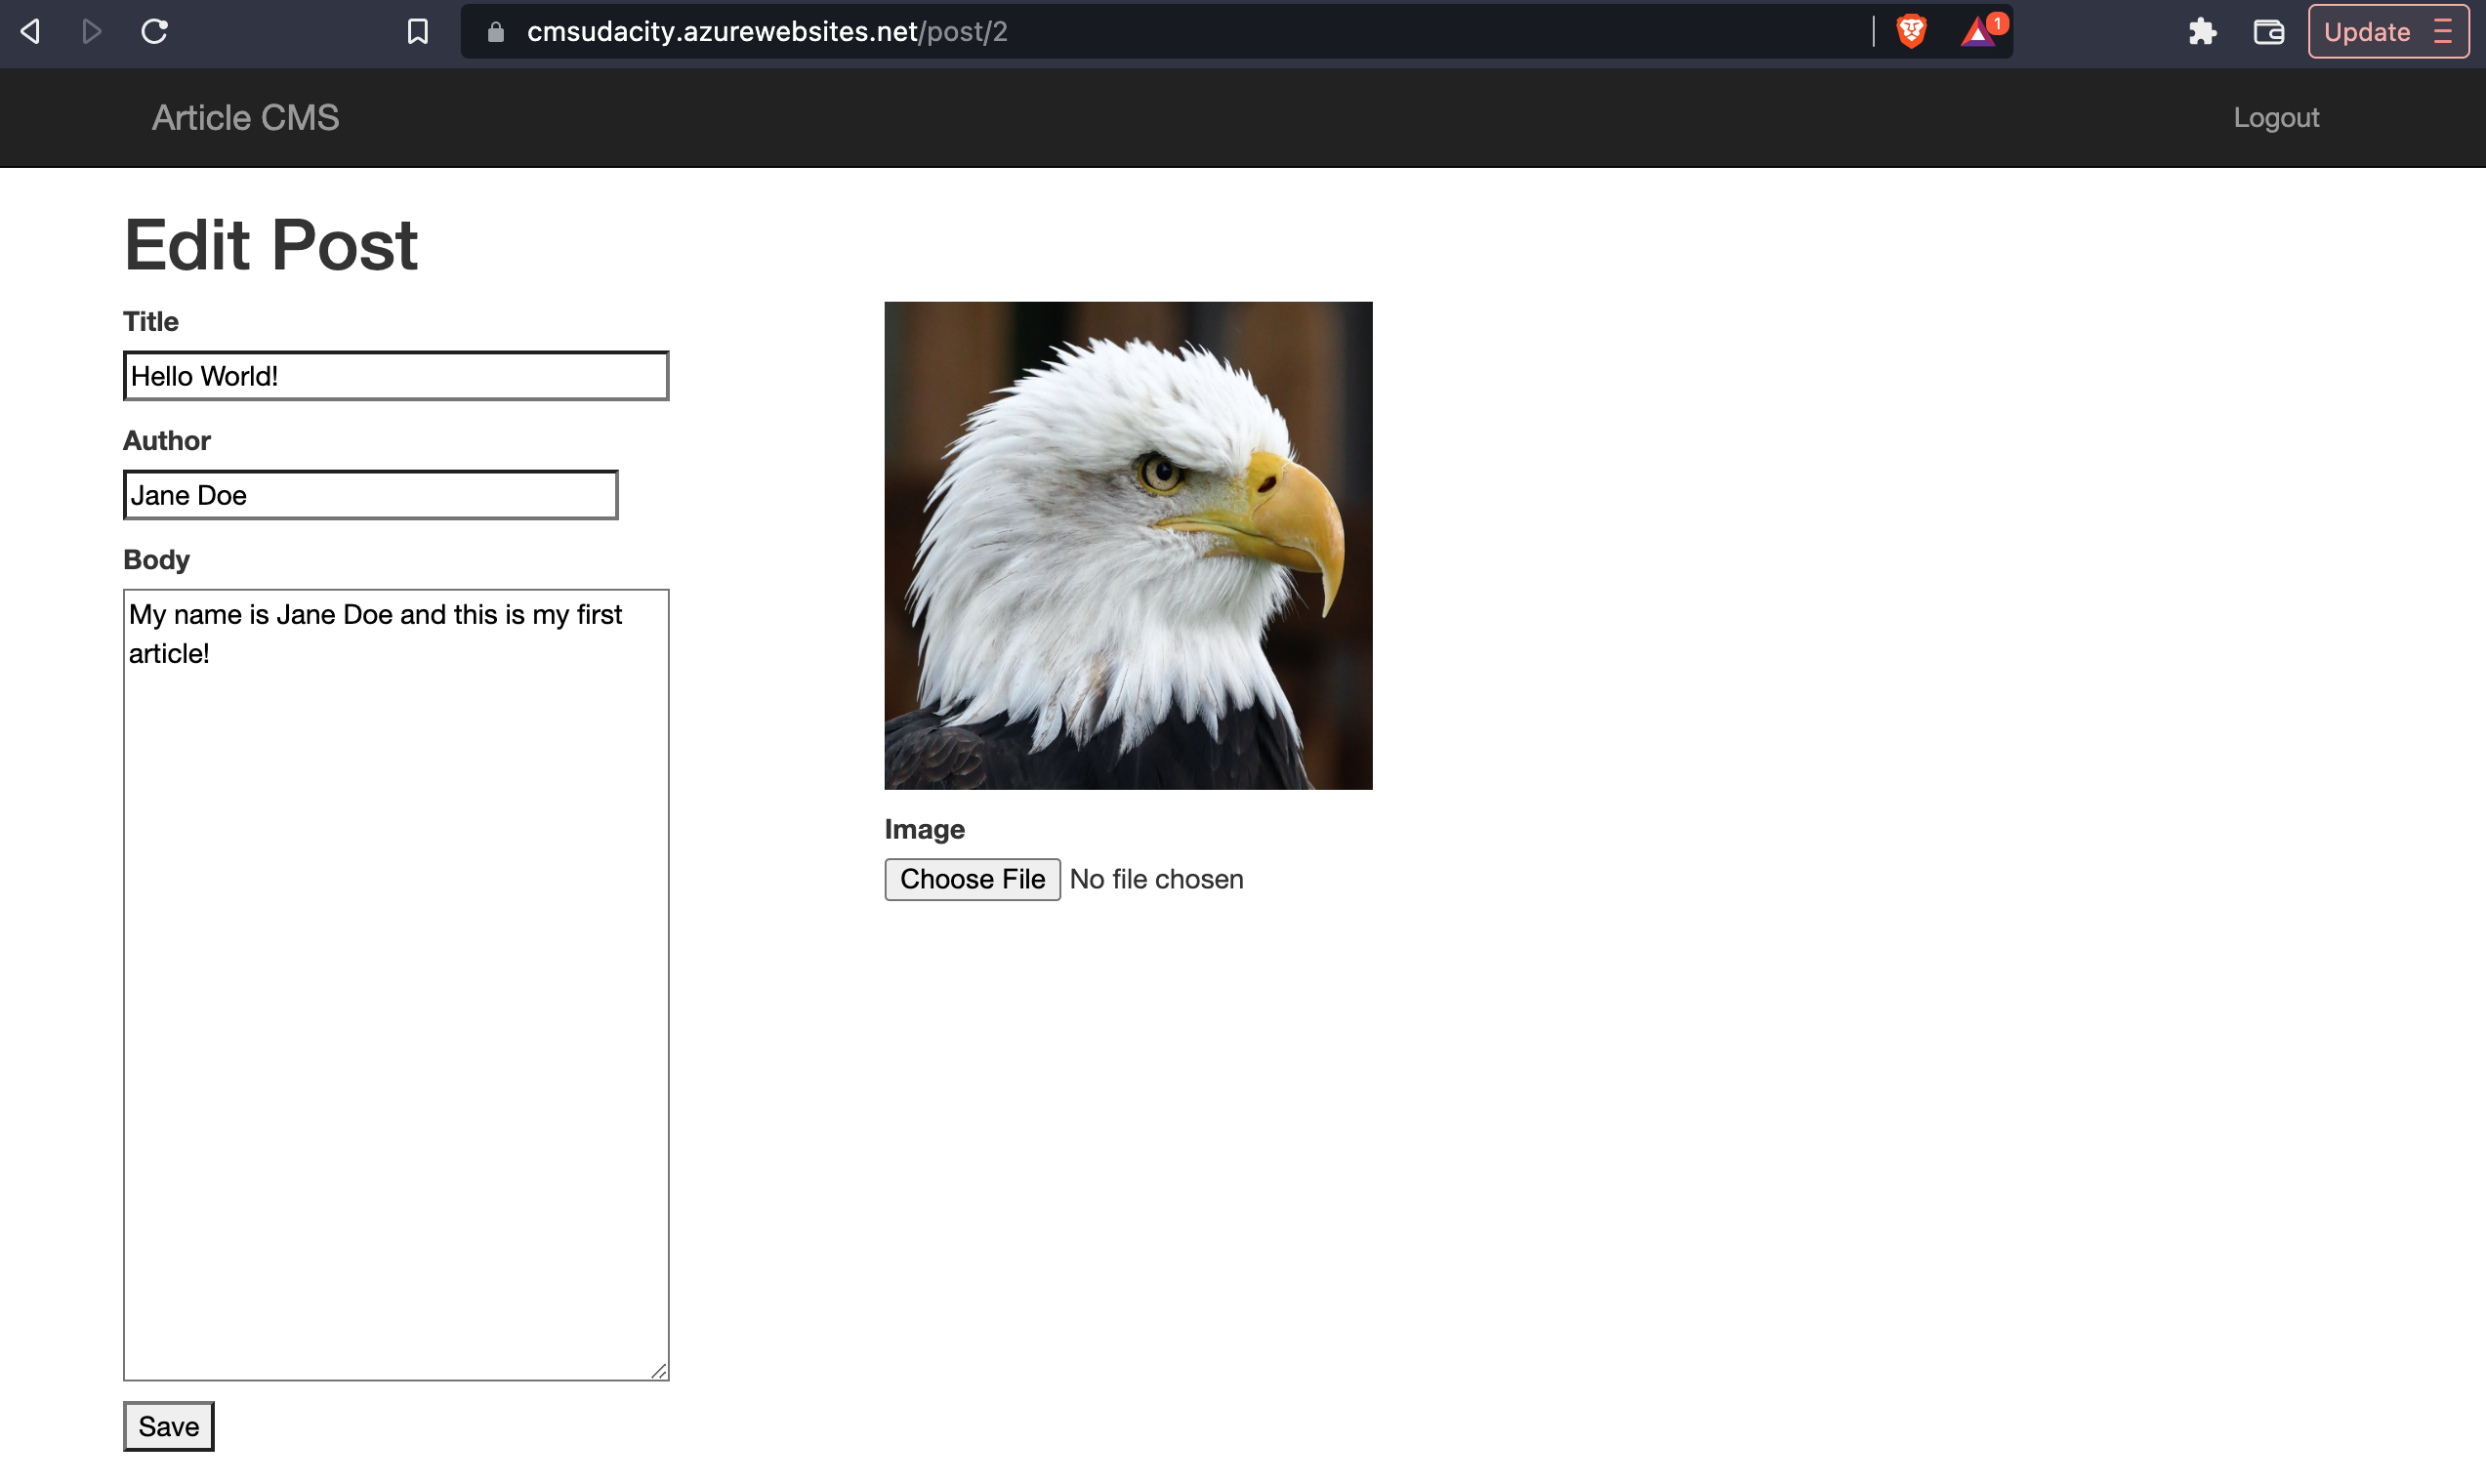 cmsudacity.azurewebsites.net/post/2
1
Update
Article CMS
Logout
Edit Post
Title
Hello World!
Author
Jane Doe
Body
My name is Jane Doe and this is my first
article!
Image
Choose File No file chosen
Save